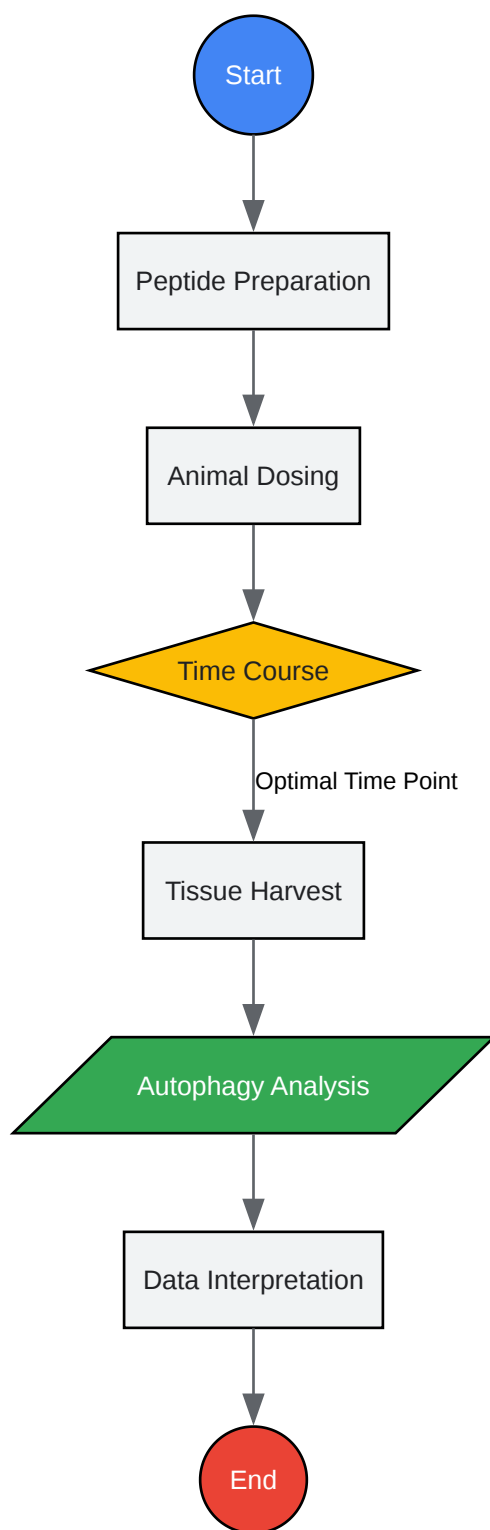 Start
Peptide Preparation
Animal Dosing
Time Course
Optimal Time Point
Tissue Harvest
Autophagy Analysis
Data Interpretation
End